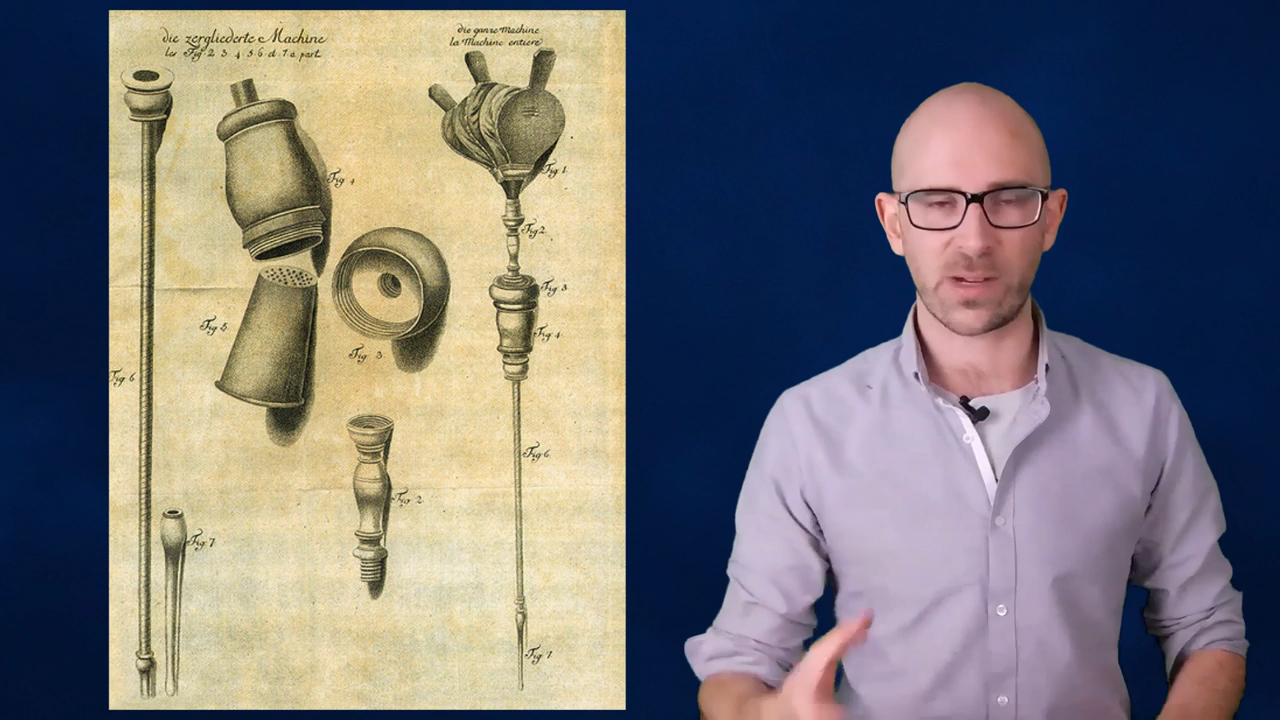 die zergliederte Machine
les Fig 2 3 4 5 6 et 7 a part.
die ganze Machine
la Machine entiere
Fig 1
Fig 4
Fig 2
Fig 3
Fig 5
Fig 4
Fig. 3
Fig 6
Fig 6
Fig 2
Fig 7
Fig 7